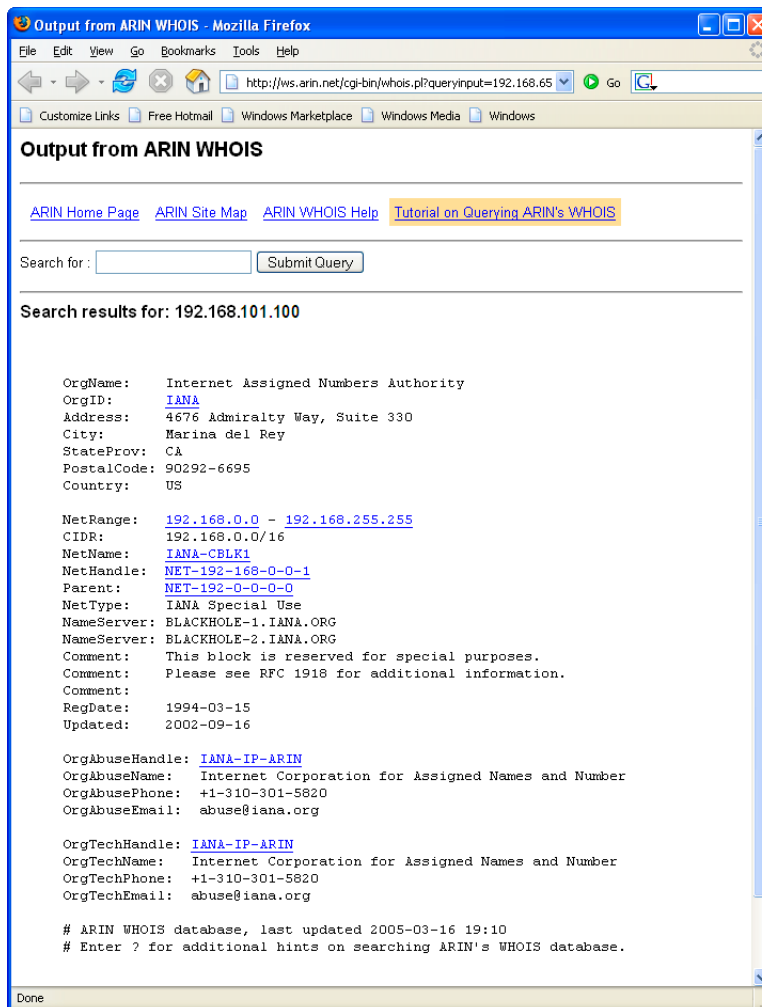 Output from ARIN WHOIS - Mozilla Firefox
File Edit View Go Bookmarks Tools Help
http://ws.arin.net/cgi-bin/whois.pl?queryinput=192.168.65 Go G
Customize Links Free Hotmail Windows Marketplace Windows Media Windows
Output from ARIN WHOIS
ARIN Home Page ARIN Site Map ARIN WHOIS Help Tutorial on Querying ARIN's WHOIS
Search for : Submit Query
Search results for: 192.168.101.100
OrgName: Internet Assigned Numbers Authority
OrgID: IANA
Address: 4676 Admiralty Way, Suite 330
City: Marina del Rey
StateProv: CA
PostalCode: 90292-6695
Country: US
NetRange: 192.168.0.0 - 192.168.255.255
CIDR: 192.168.0.0/16
NetName: IANA-CBLK1
NetHandle: NET-192-168-0-0-1
Parent: NET-192-0-0-0-0
NetType: IANA Special Use
NameServer: BLACKHOLE-1.IANA.ORG
NameServer: BLACKHOLE-2.IANA.ORG
Comment: This block is reserved for special purposes.
Comment: Please see RFC 1918 for additional information.
Comment:
RegDate: 1994-03-15
Updated: 2002-09-16
OrgAbuseHandle: IANA-IP-ARIN
OrgAbuseName: Internet Corporation for Assigned Names and Number
OrgAbusePhone: +1-310-301-5820
OrgAbuseEmail: abuse@iana.org
OrgTechHandle: IANA-IP-ARIN
OrgTechName: Internet Corporation for Assigned Names and Number
OrgTechPhone: +1-310-301-5820
OrgTechEmail: abuse@iana.org
# ARIN WHOIS database, last updated 2005-03-16 19:10
# Enter ? for additional hints on searching ARIN's WHOIS database.
Done